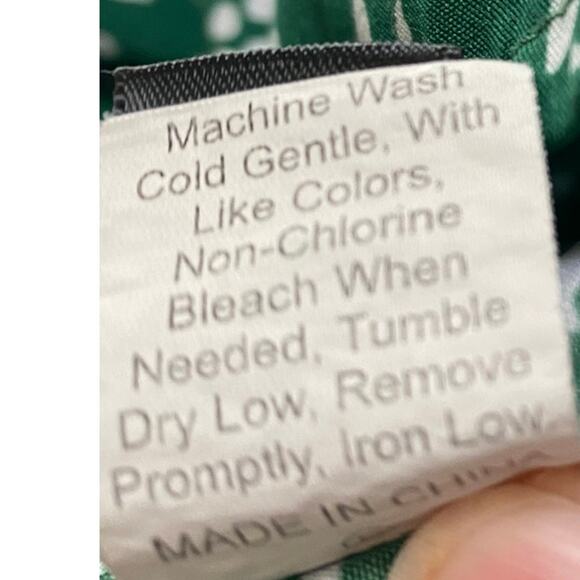 Machine Wash
Cold Gentle, With
Like Colors,
Non-Chlorine
Bleach When
Needed, Tumble
Dry Low, Remove
Promptly, Iron Low.
MADE IN CHINA